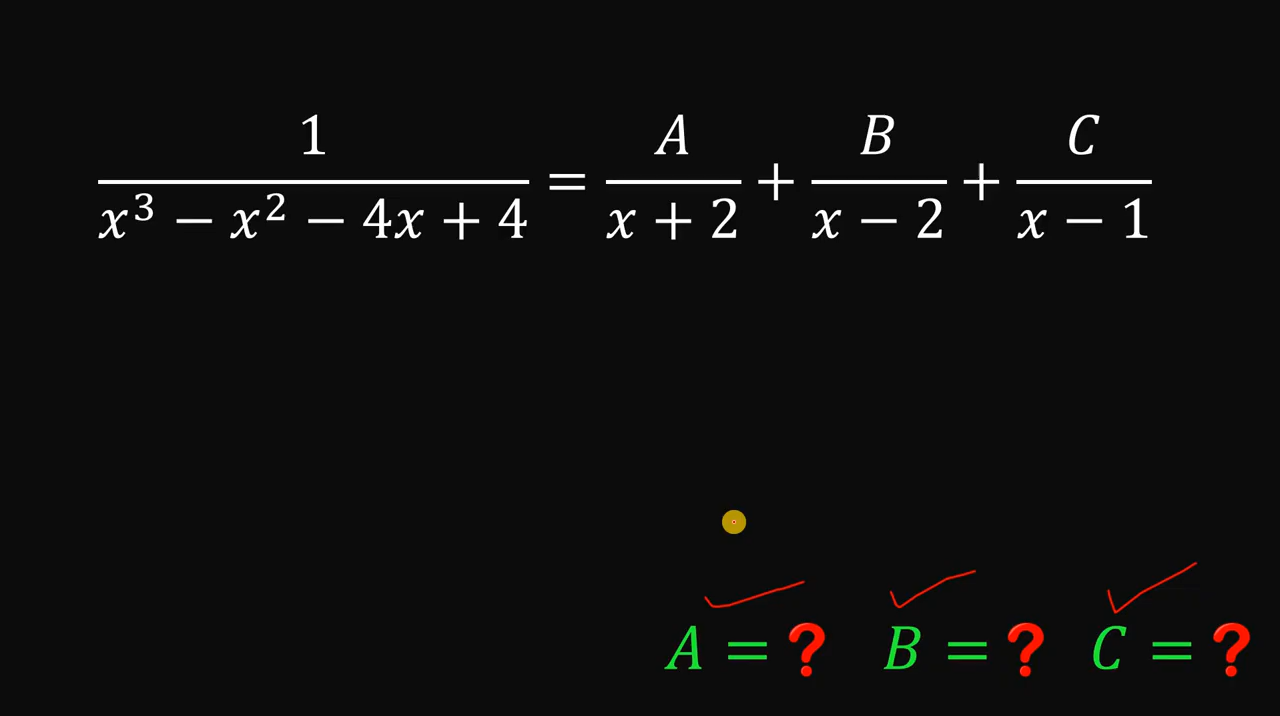 1/(x³ − x² − 4x + 4) = A/(x + 2) + B/(x − 2) + C/(x − 1)
A = ❓ B = ❓ C = ❓